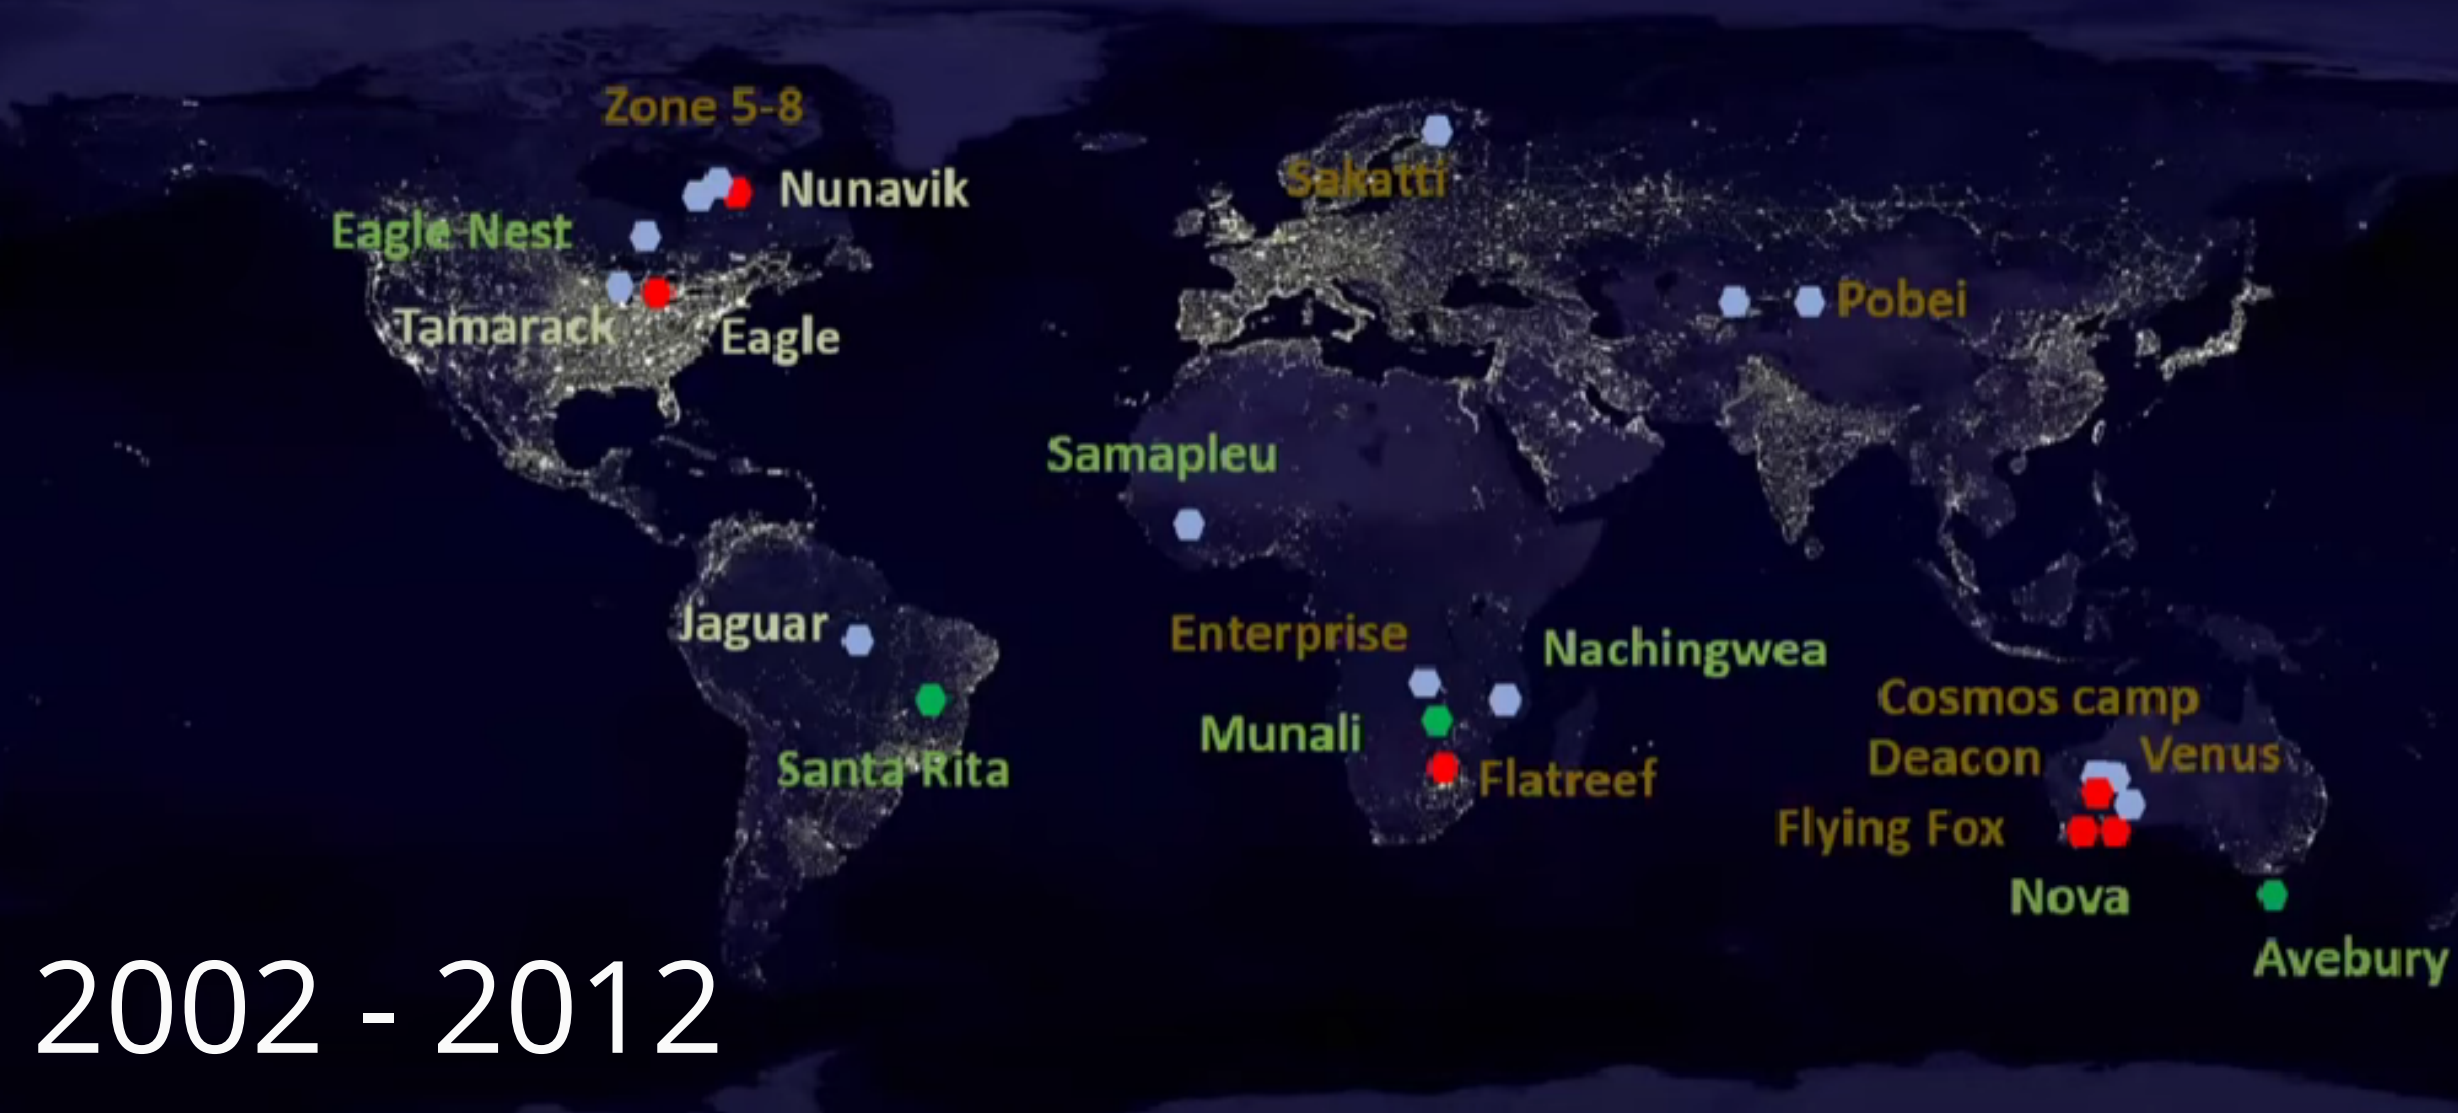 Zone 5-8
Nunavik
Eagle Nest
Tamarack
Eagle
Sakatti
Pobei
Samapleu
Jaguar
Santa Rita
Enterprise
Nachingwea
Munali
Flatreef
Cosmos camp
Deacon
Venus
Flying Fox
Nova
Avebury
2002 - 2012